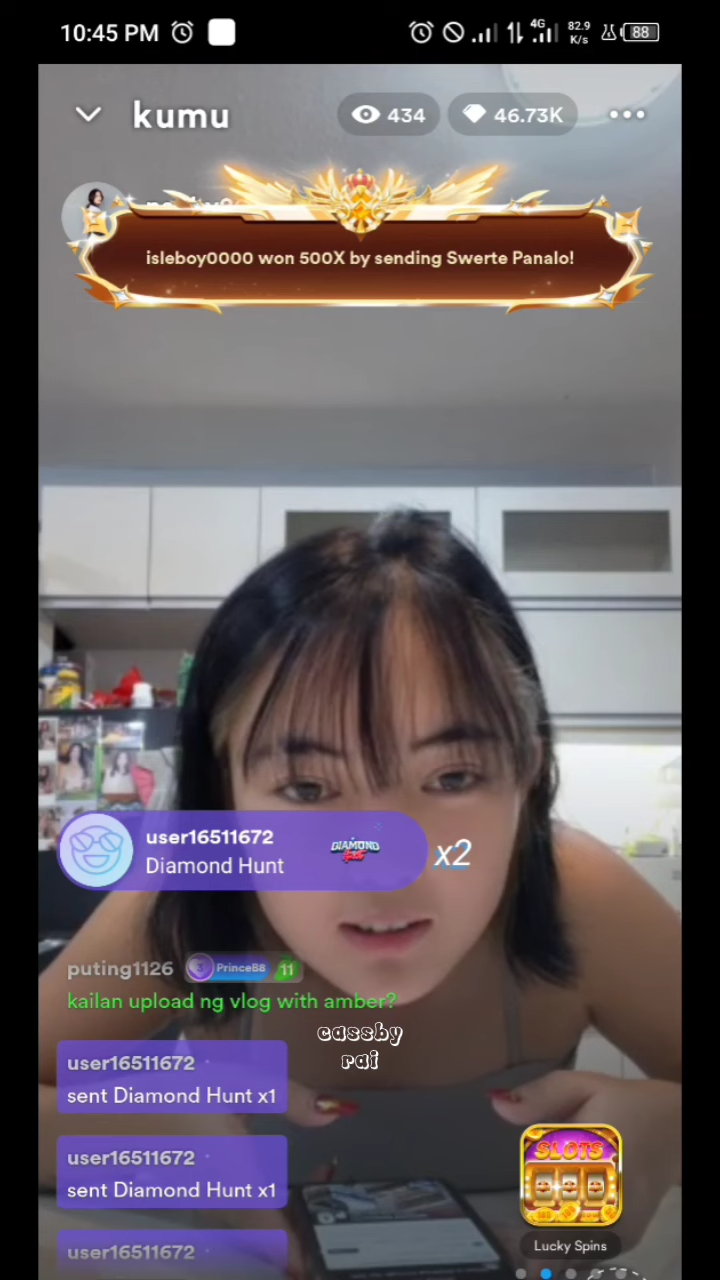 10:45 PM
4G
82.9
K/s
88
kumu
434
46.73K
isleboy0000 won 500X by sending Swerte Panalo!
user16511672
Diamond Hunt
DIAMOND
x2
puting1126
3
PrinceB8
11
kailan upload ng vlog with amber?
cassby
rai
user16511672
sent Diamond Hunt x1
user16511672
sent Diamond Hunt x1
user16511672
SLOTS
Lucky Spins